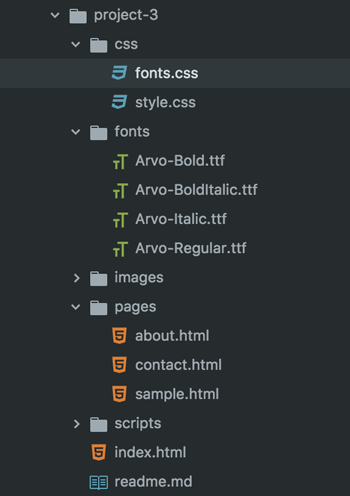 project-3
css
fonts.css
style.css
fonts
Arvo-Bold.ttf
Arvo-BoldItalic.ttf
Arvo-Italic.ttf
Arvo-Regular.ttf
images
pages
about.html
contact.html
sample.html
scripts
index.html
readme.md